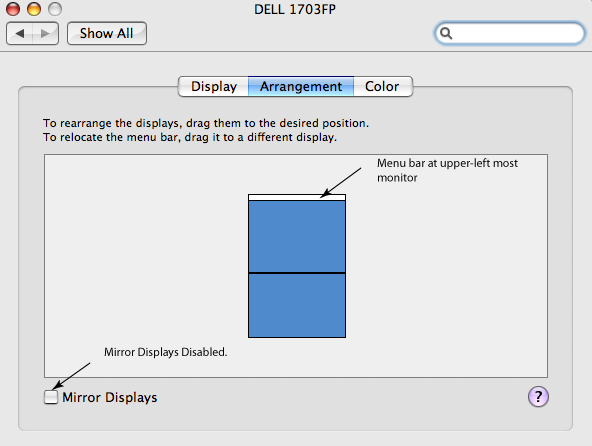 DELL 1703FP
Show All
Display Arrangement Color
To rearrange the displays, drag them to the desired position.
To relocate the menu bar, drag it to a different display.
Menu bar at upper-left most
monitor
Mirror Displays Disabled.
Mirror Displays
?